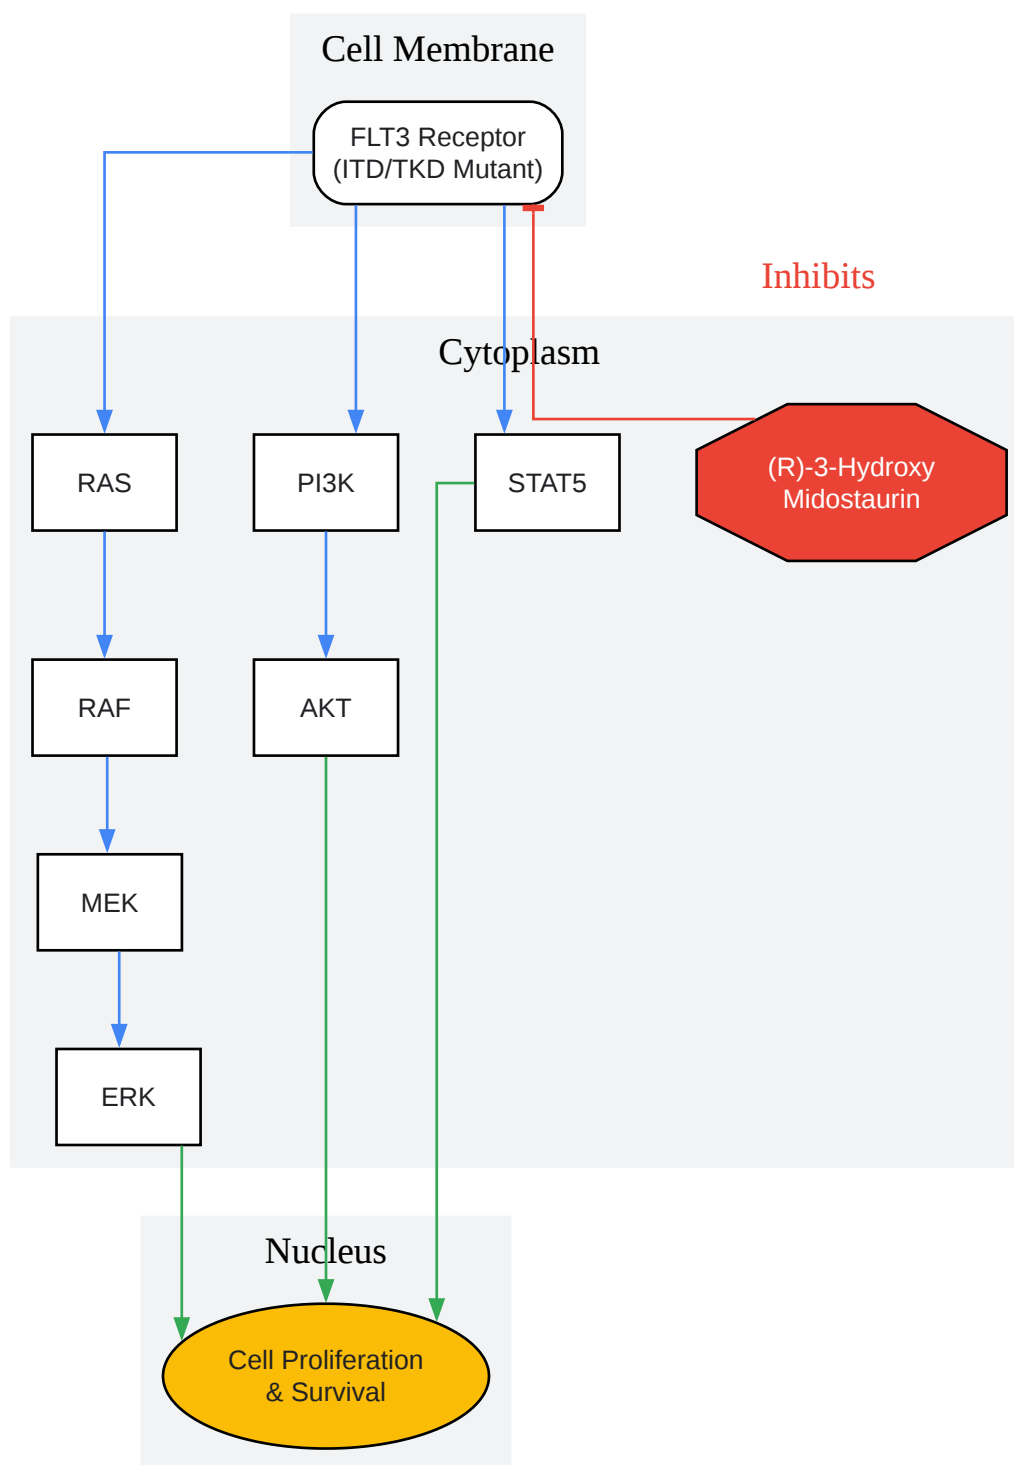 Cell Membrane
FLT3 Receptor
(ITD/TKD Mutant)
Inhibits
Cytoplasm
RAS
PI3K
STAT5
(R)-3-Hydroxy
Midostaurin
RAF
AKT
MEK
ERK
Nucleus
Cell Proliferation
& Survival